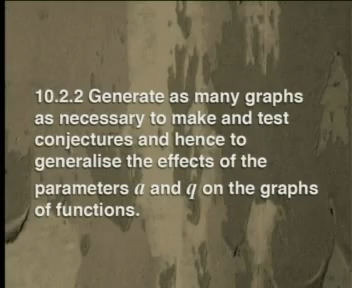 10.2.2 Generate as many graphs
as necessary to make and test
conjectures and hence to
generalise the effects of the
parameters a and q on the graphs
of functions.